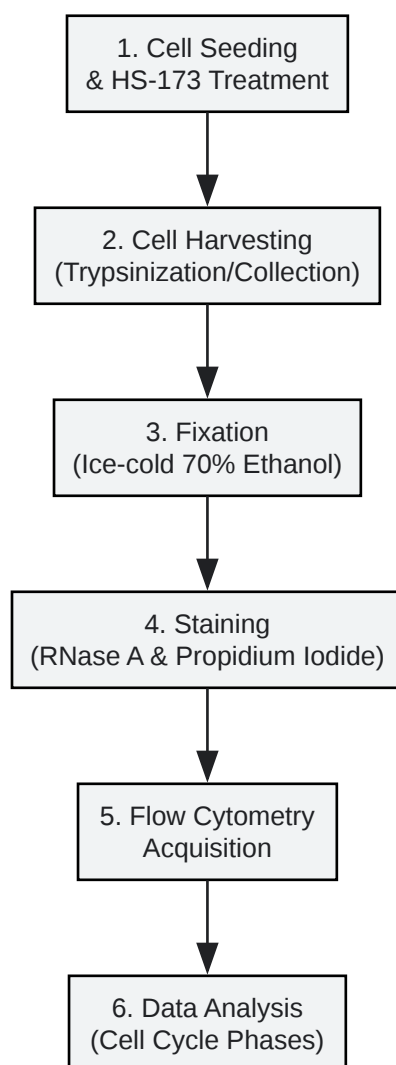 1. Cell Seeding
& HS-173 Treatment
2. Cell Harvesting
(Trypsinization/Collection)
3. Fixation
(Ice-cold 70% Ethanol)
4. Staining
(RNase A & Propidium Iodide)
5. Flow Cytometry
Acquisition
6. Data Analysis
(Cell Cycle Phases)